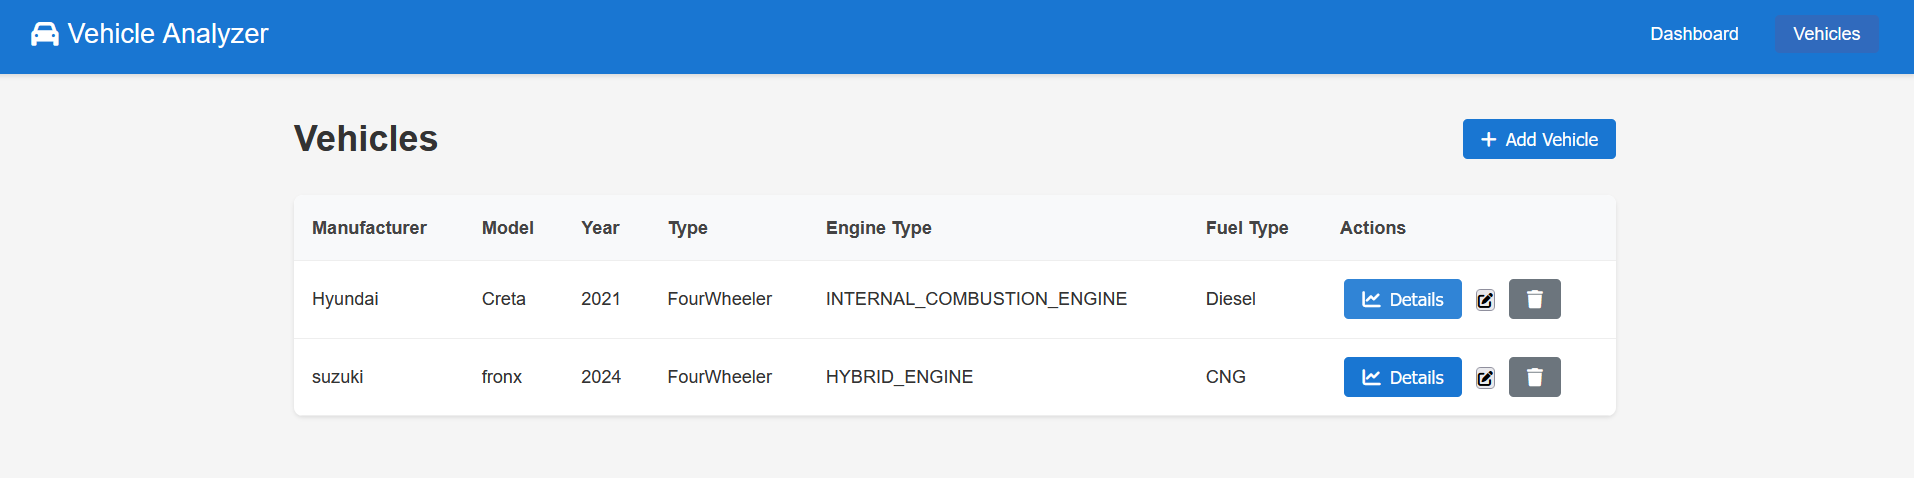 Vehicle Analyzer Dashboard Vehicles
Vehicles Add Vehicle
Manufacturer Model Year Type Engine Type Fuel Type Actions
Hyundai Creta 2021 FourWheeler INTERNAL_COMBUSTION_ENGINE Diesel Details
suzuki fronx 2024 FourWheeler HYBRID_ENGINE CNG Details